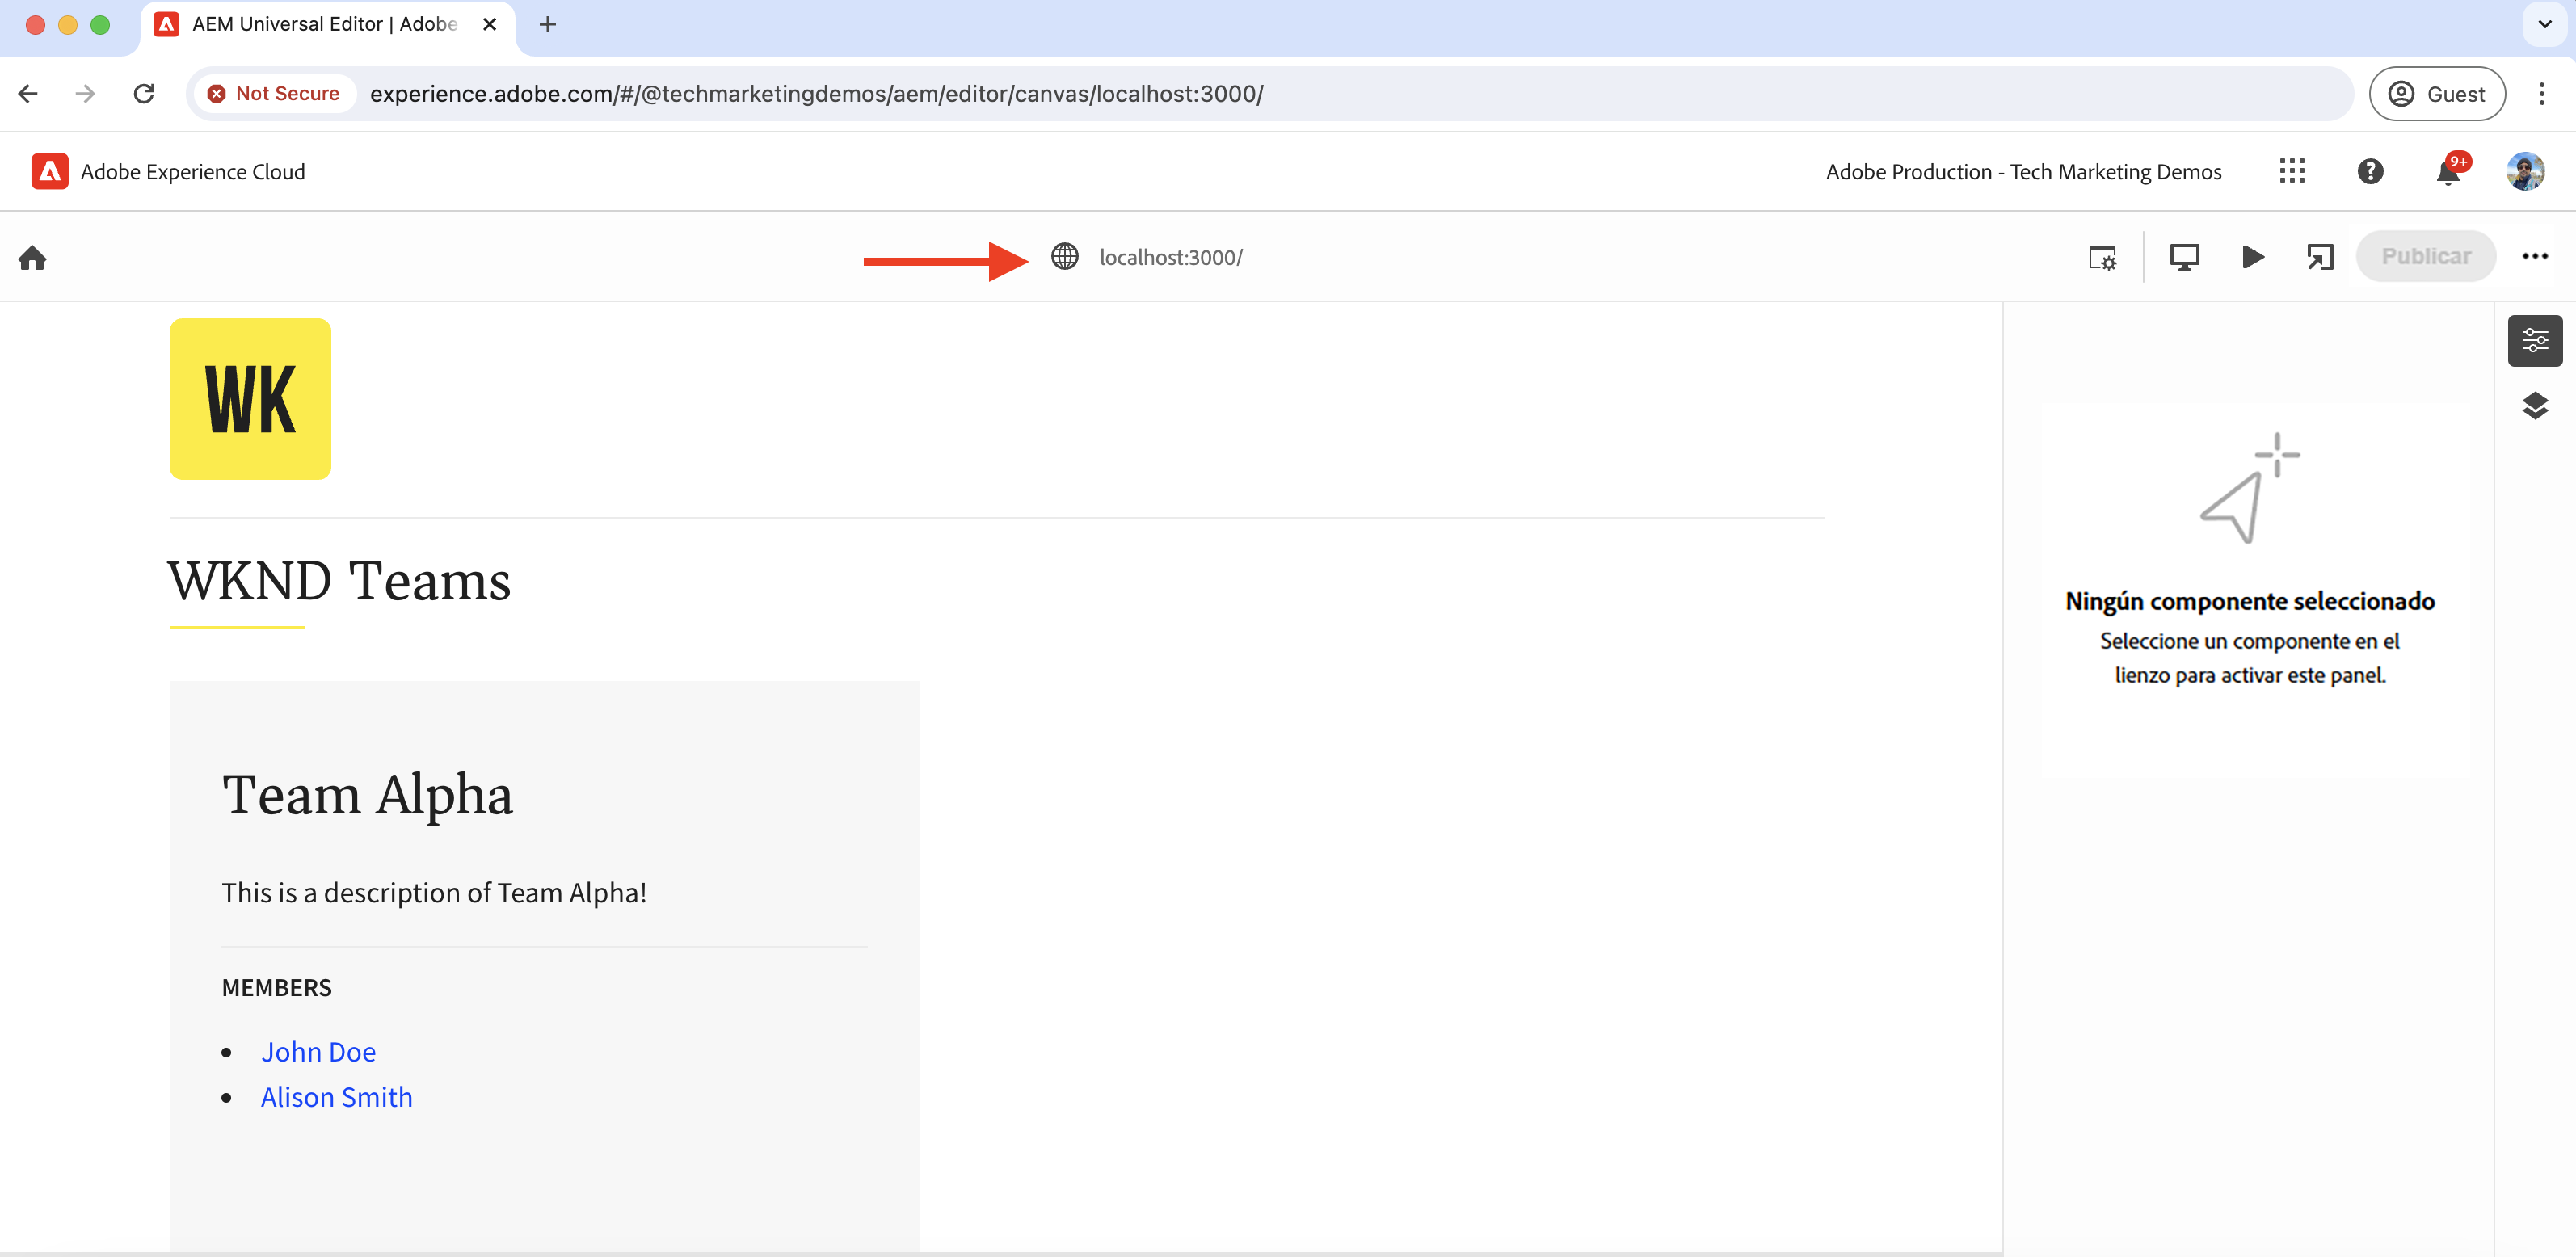 AEM Universal Editor | Adobe
Not Secure experience.adobe.com/#/@techmarketingdemos/aem/editor/canvas/localhost:3000/ Guest
Adobe Experience Cloud Adobe Production - Tech Marketing Demos 9+
localhost:3000/ Publicar
WK
WKND Teams
Team Alpha
This is a description of Team Alpha!
MEMBERS
John Doe
Alison Smith
Ningún componente seleccionado
Seleccione un componente en el
lienzo para activar este panel.